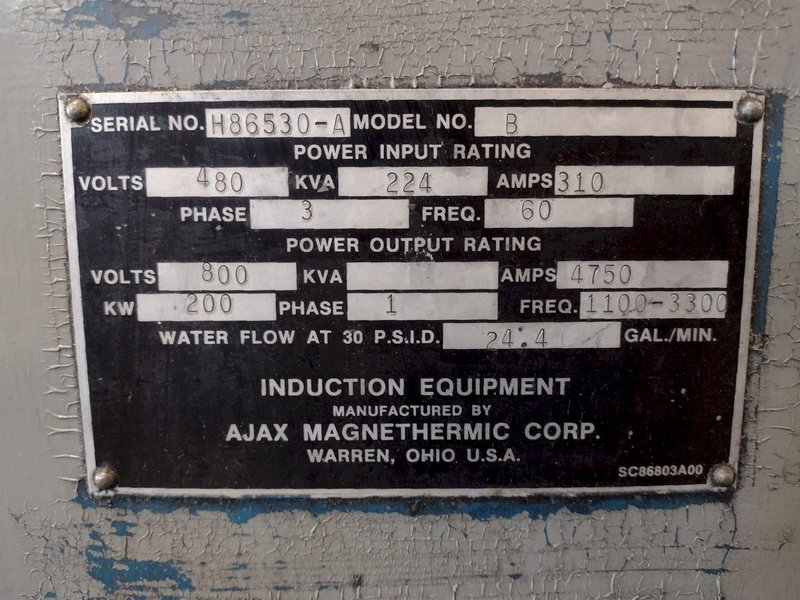 SERIAL NO. H86530-A MODEL NO. B
POWER INPUT RATING
VOLTS 480 KVA 224 AMPS 310
PHASE 3 FREQ. 60
POWER OUTPUT RATING
VOLTS 800 KVA AMPS 4750
KW 200 PHASE 1 FREQ. 1100-3300
WATER FLOW AT 30 P.S.I.D. 24.4 GAL./MIN.
INDUCTION EQUIPMENT
MANUFACTURED BY
AJAX MAGNETHERMIC CORP.
WARREN, OHIO U.S.A.
SC86803A00